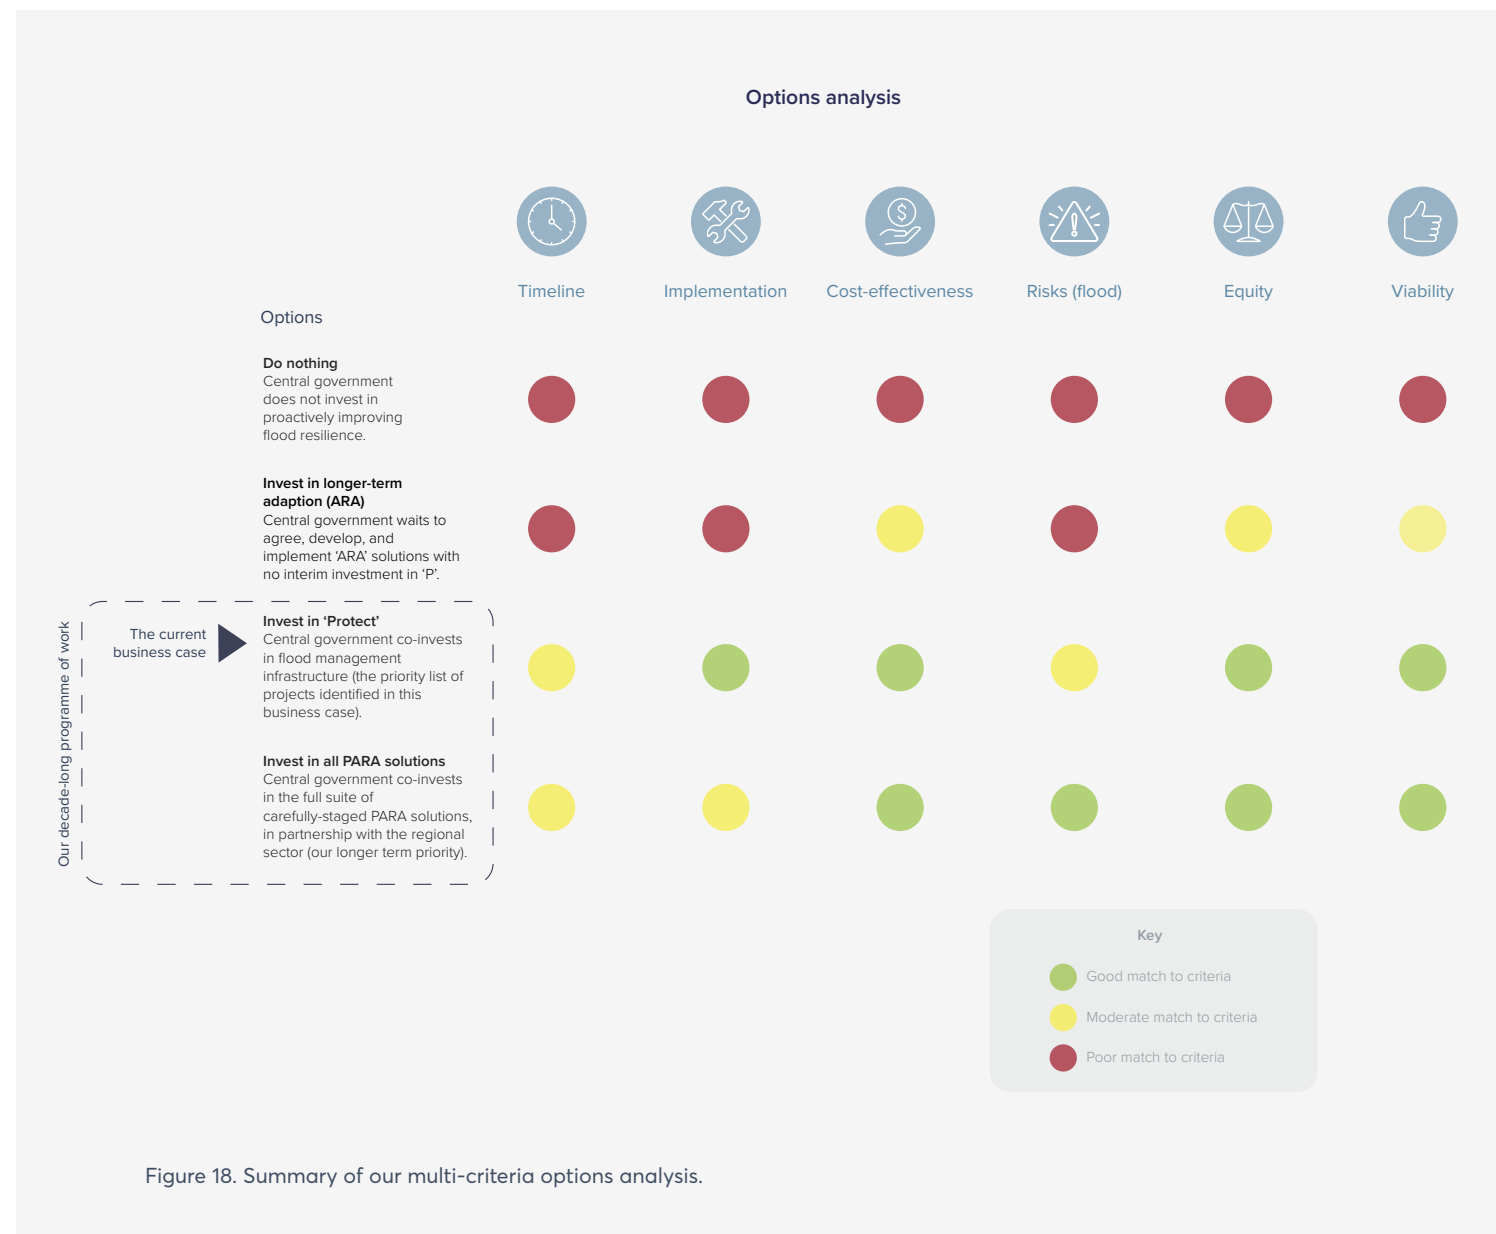 Options analysis
Timeline
Implementation
Cost-effectiveness
Risks (flood)
Equity
Viability
Options
Do nothing
Central government
does not invest in
proactively improving
flood resilience.
Invest in longer-term
adaption (ARA)
Central government waits to
agree, develop, and
implement ‘ARA’ solutions with
no interim investment in ‘P’.
Our decade-long programme of work
The current
business case
Invest in ‘Protect’
Central government co-invests
in flood management
infrastructure (the priority list of
projects identified in this
business case).
Invest in all PARA solutions
Central government co-invests
in the full suite of
carefully-staged PARA solutions,
in partnership with the regional
sector (our longer term priority).
Key
Good match to criteria
Moderate match to criteria
Poor match to criteria
Figure 18. Summary of our multi-criteria options analysis.